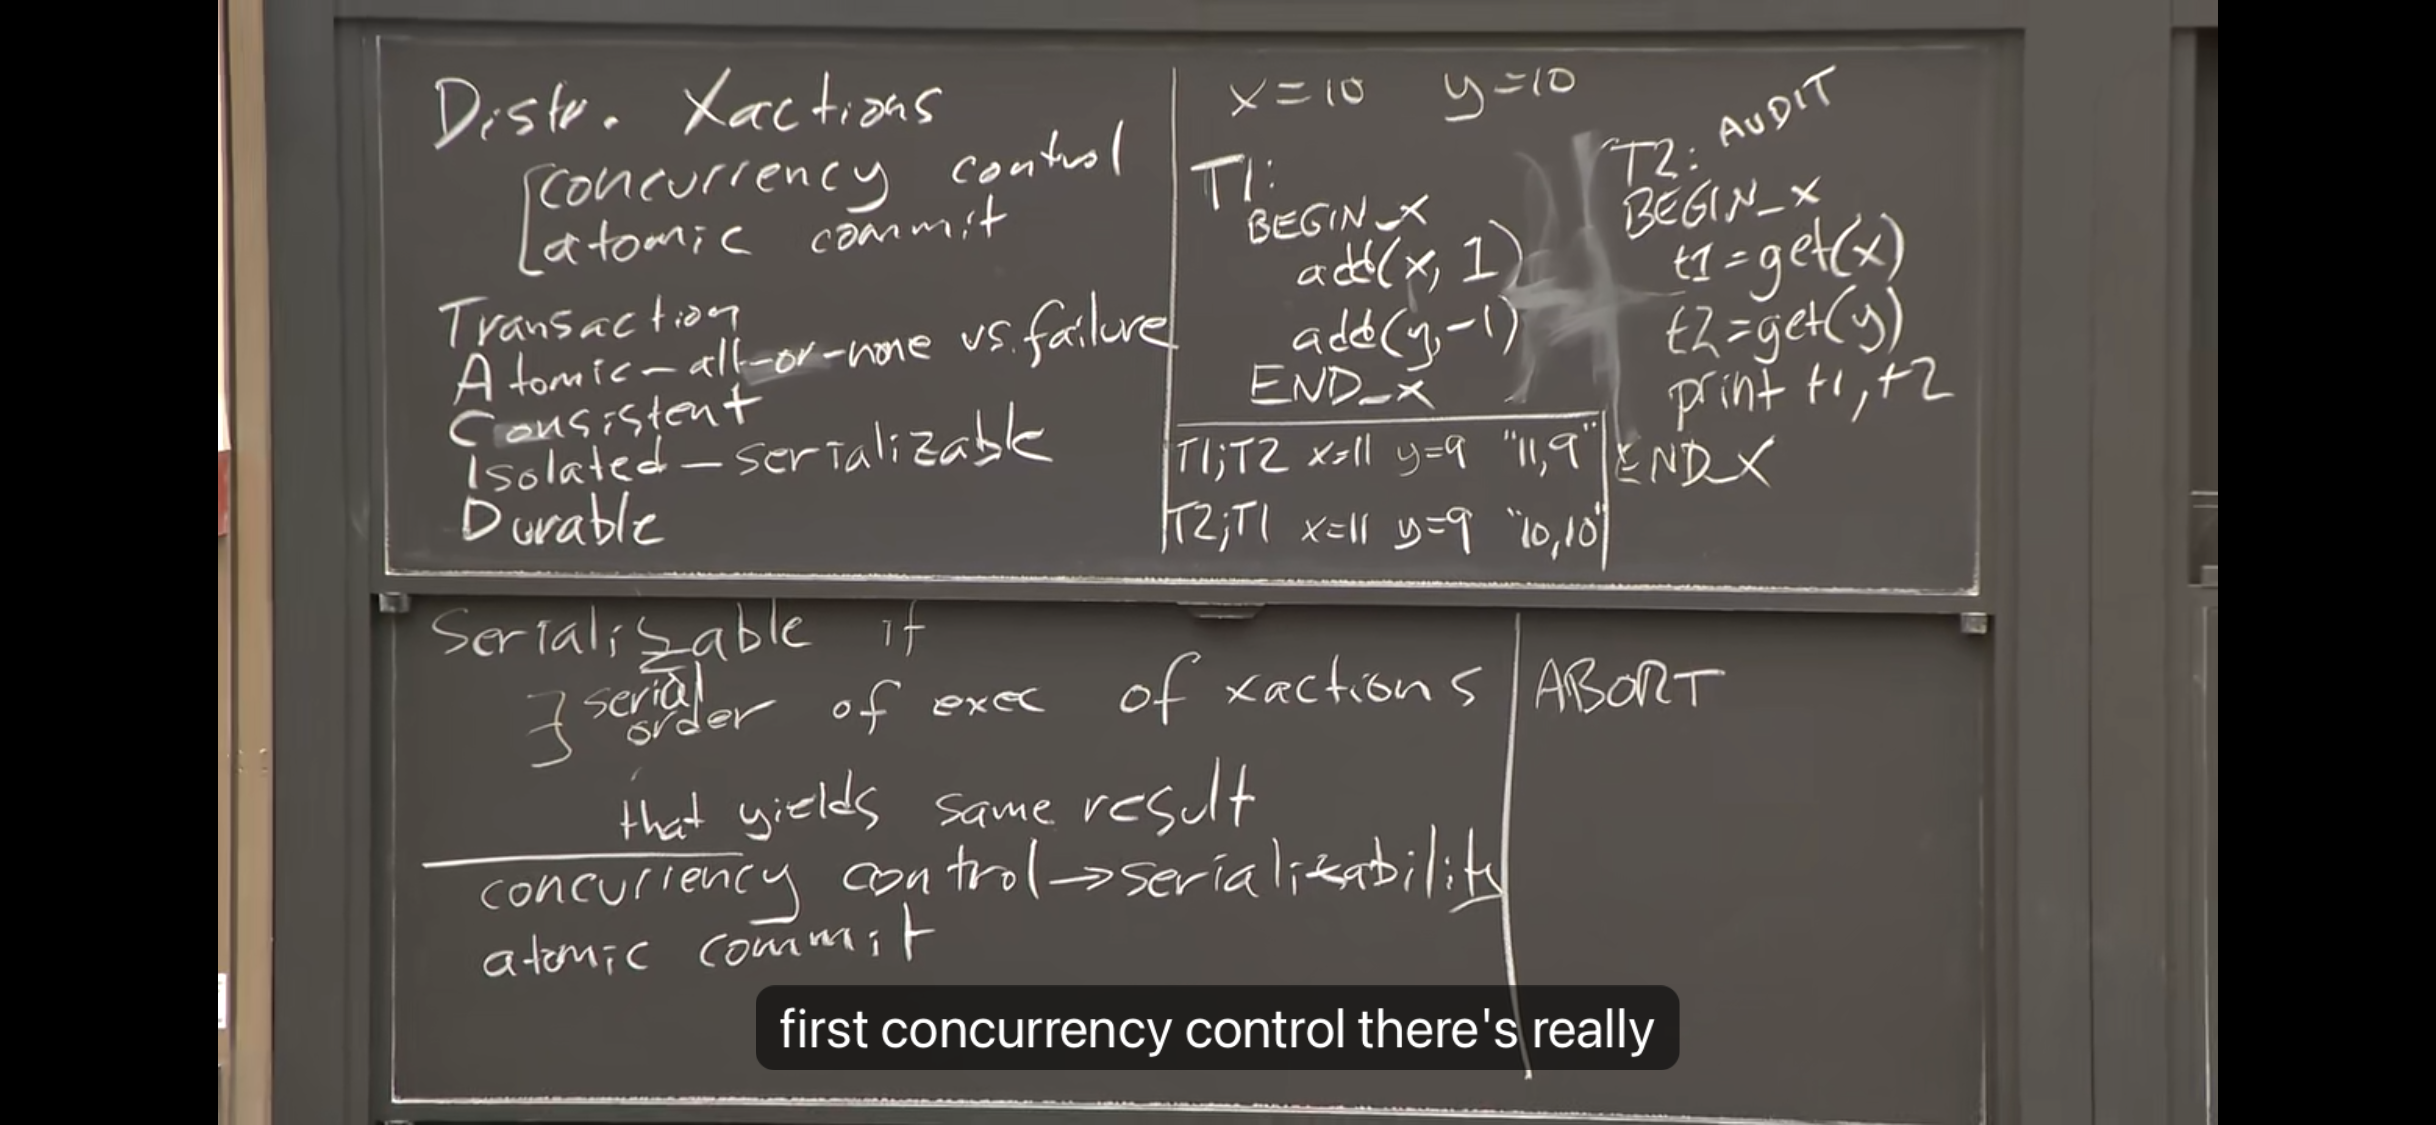 Distr. Xactions
concurrency control
atomic commit
Transaction
Atomic – all-or-none vs. failure
Consistent
Isolated – serializable
Durable
x=10 y=10
T1:
BEGIN_X
add(x, 1)
add(y, -1)
END_X
T2: AUDIT
BEGIN_X
t1=get(x)
t2=get(y)
print t1, t2
END_X
T1;T2 x=11 y=9 "11,9"
T2;T1 x=11 y=9 "10,10"
Serializable if
∃ serial order of exec of xactions
that yields same result
concurrency control → serializability
atomic commit
ABORT
first concurrency control there's really